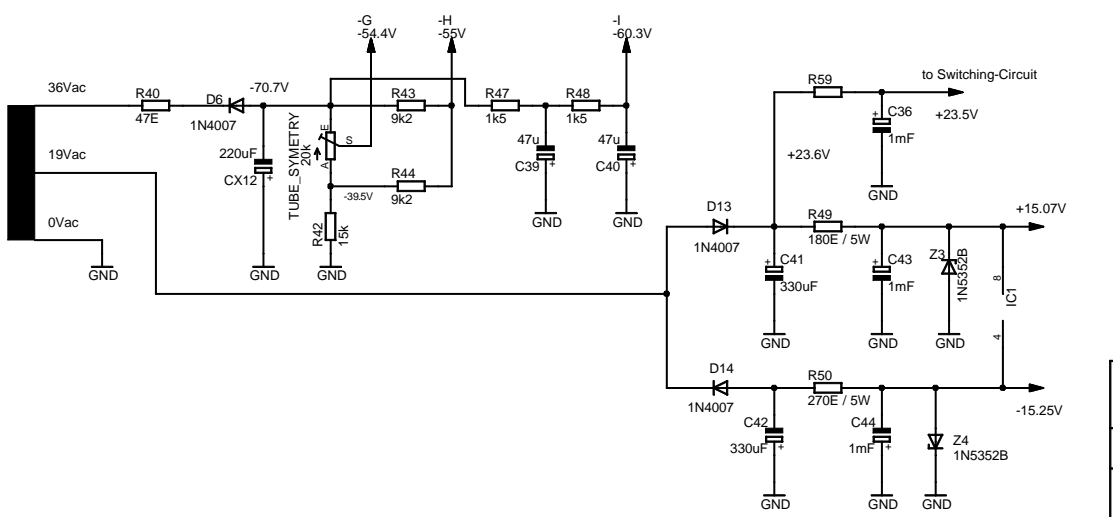 -G
-54.4V
-H
-55V
-I
-60.3V
36Vac
R40
47E
D6
1N4007
-70.7V
R43
9k2
R47
1k5
R48
1k5
R59
to Switching-Circuit
+23.5V
+
C36
1mF
GND
+23.6V
19Vac
220uF
CX12
+
GND
TUBE_SYMETRY
20k
E
S
A
-39.5V
R44
9k2
R42
15k
GND
47u
C39
+
GND
47u
C40
+
GND
0Vac
GND
D13
1N4007
R49
180E / 5W
+15.07V
+
C41
330uF
GND
+
C43
1mF
GND
Z3
1N5352B
GND
8
IC1
4
D14
1N4007
R50
270E / 5W
-15.25V
C42
330uF
+
GND
C44
1mF
+
GND
Z4
1N5352B
GND